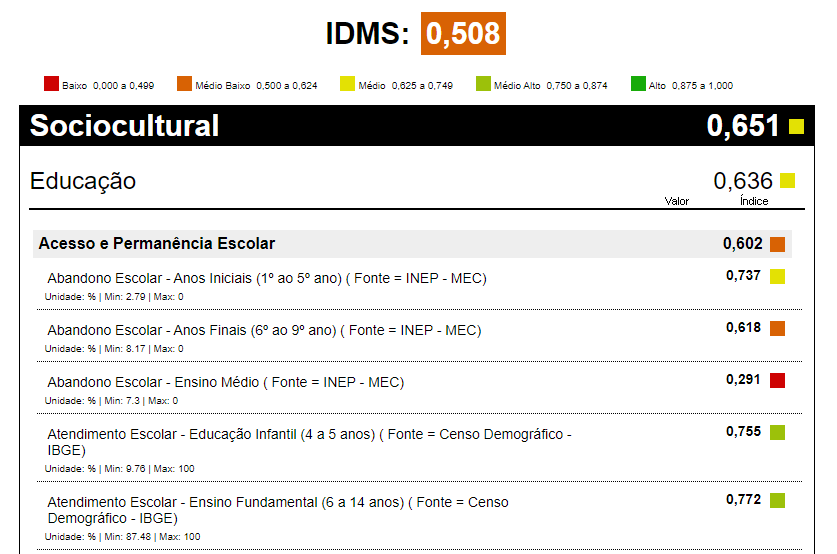 IDMS: 0,508
Baixo 0,000 a 0,499 Médio Baixo 0,500 a 0,624 Médio 0,625 a 0,749 Médio Alto 0,750 a 0,874 Alto 0,875 a 1,000
Sociocultural 0,651
Educação 0,636
Valor Índice
Acesso e Permanência Escolar 0,602
Abandono Escolar - Anos Iniciais (1º ao 5º ano) ( Fonte = INEP - MEC) 0,737
Unidade: % | Min: 2.79 | Max: 0
Abandono Escolar - Anos Finais (6º ao 9º ano) ( Fonte = INEP - MEC) 0,618
Unidade: % | Min: 8.17 | Max: 0
Abandono Escolar - Ensino Médio ( Fonte = INEP - MEC) 0,291
Unidade: % | Min: 7.3 | Max: 0
Atendimento Escolar - Educação Infantil (4 a 5 anos) ( Fonte = Censo Demográfico - 0,755
IBGE)
Unidade: % | Min: 9.76 | Max: 100
Atendimento Escolar - Ensino Fundamental (6 a 14 anos) ( Fonte = Censo 0,772
Demográfico - IBGE)
Unidade: % | Min: 87.48 | Max: 100